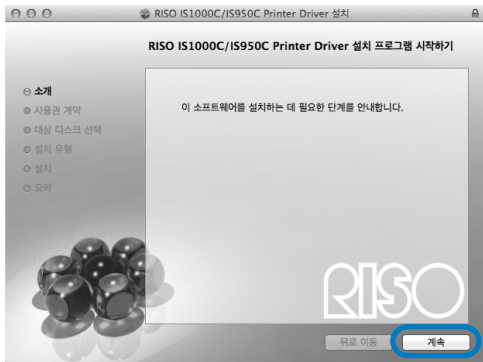 RISO IS1000C/IS950C Printer Driver 설치
RISO IS1000C/IS950C Printer Driver 설치 프로그램 시작하기
소개
사용권 계약
대상 디스크 선택
설치 유형
설치
요약
이 소프트웨어를 설치하는 데 필요한 단계를 안내합니다.
RISO
뒤로 이동
계속